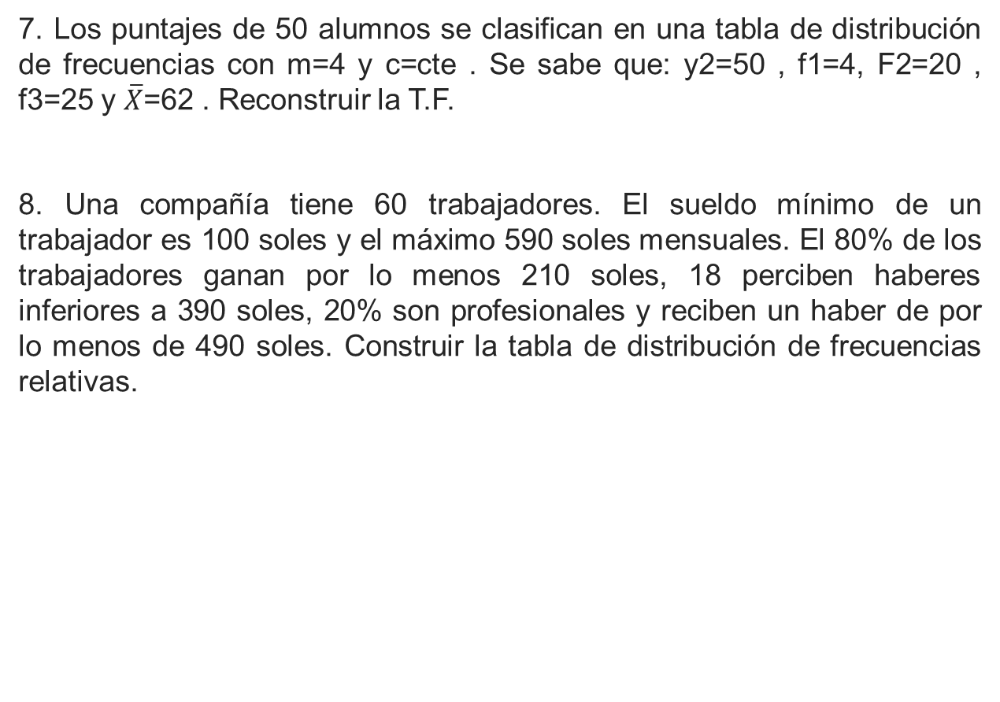 7. Los puntajes de 50 alumnos se clasifican en una tabla de distribución
de frecuencias con m=4 y c=cte . Se sabe que: y2=50 , f1=4, F2=20 ,
f3=25 y X̅=62 . Reconstruir la T.F.
8. Una compañía tiene 60 trabajadores. El sueldo mínimo de un
trabajador es 100 soles y el máximo 590 soles mensuales. El 80% de los
trabajadores ganan por lo menos 210 soles, 18 perciben haberes
inferiores a 390 soles, 20% son profesionales y reciben un haber de por
lo menos de 490 soles. Construir la tabla de distribución de frecuencias
relativas.